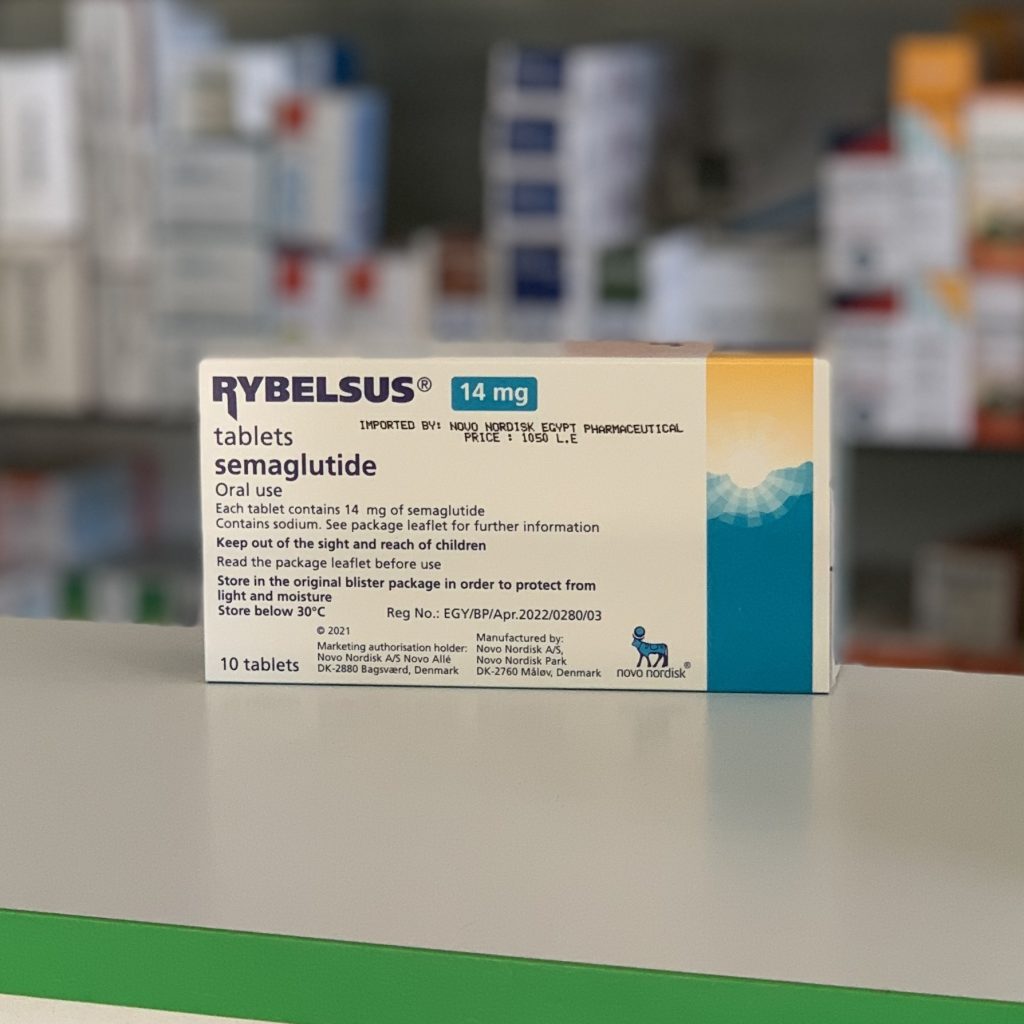 RYBELSUS® 14 mg
IMPORTED BY: NOVO NORDISK EGYPT PHARMACEUTICAL
PRICE : 1050 L.E
tablets
semaglutide
Oral use
Each tablet contains 14 mg of semaglutide
Contains sodium. See package leaflet for further information
Keep out of the sight and reach of children
Read the package leaflet before use
Store in the original blister package in order to protect from
light and moisture
Store below 30°C
Reg No.: EGY/BP/Apr.2022/0280/03
10 tablets
© 2021
Marketing authorisation holder:
Novo Nordisk A/S Novo Allé
DK-2880 Bagsværd, Denmark
Manufactured by:
Novo Nordisk A/S,
Novo Nordisk Park
DK-2760 Måløv, Denmark
novo nordisk®